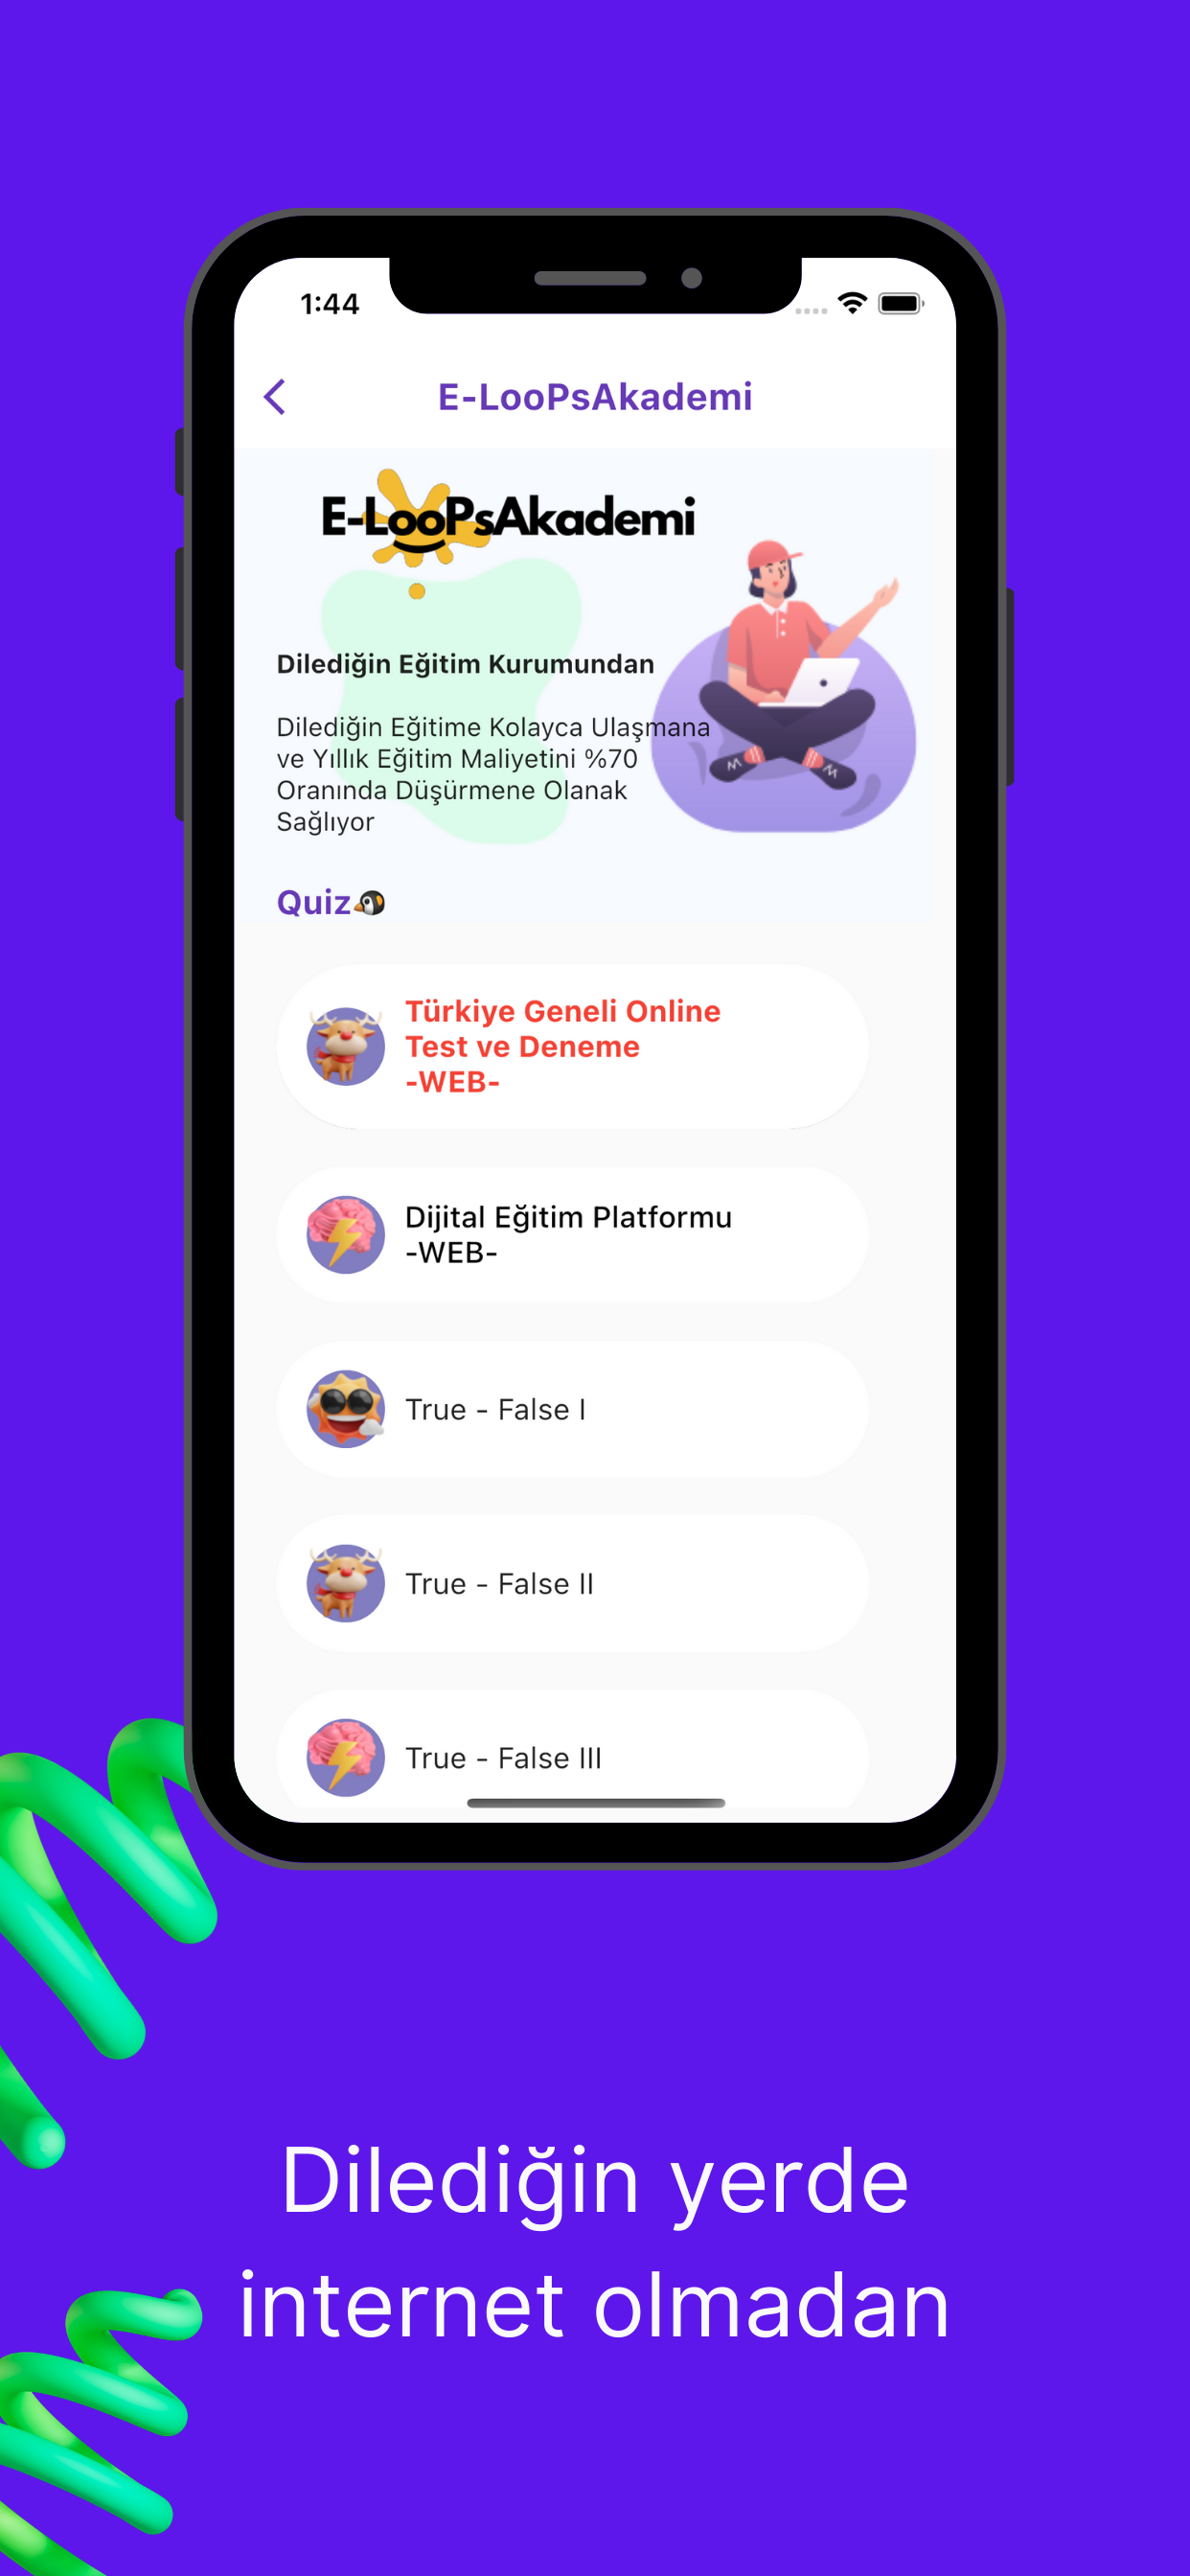 1:44
E-LooPsAkademi
E-LooPsAkademi
Dilediğin Eğitim Kurumundan
Dilediğin Eğitime Kolayca Ulaşmana
ve Yıllık Eğitim Maliyetini %70
Oranında Düşürmene Olanak
Sağlıyor
Quiz🐧
Türkiye Geneli Online
Test ve Deneme
-WEB-
Dijital Eğitim Platformu
-WEB-
True - False I
True - False II
True - False III
Dilediğin yerde
internet olmadan